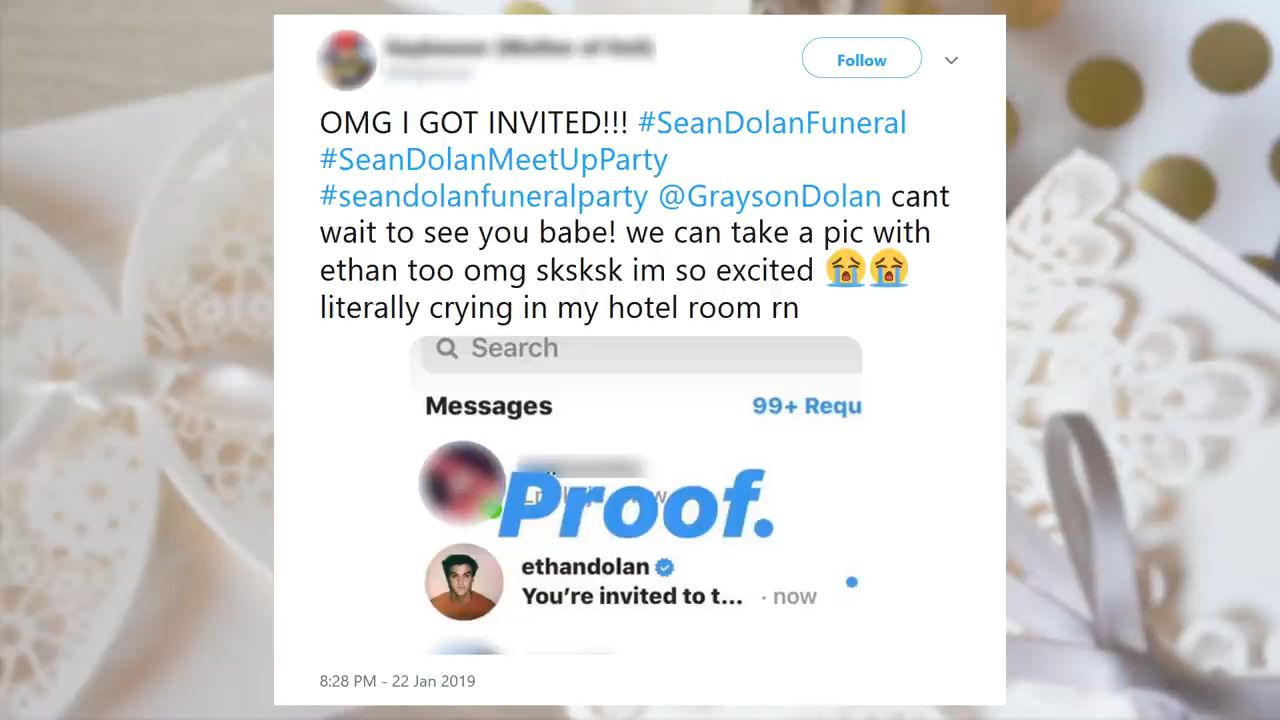 Follow
OMG I GOT INVITED!!! #SeanDolanFuneral
#SeanDolanMeetUpParty
#seandolanfuneralparty @GraysonDolan cant
wait to see you babe! we can take a pic with
ethan too omg sksksk im so excited 😭😭
literally crying in my hotel room rn
Search
Messages 99+ Requ
Proof.
ethandolan
You're invited to t... · now
8:28 PM - 22 Jan 2019